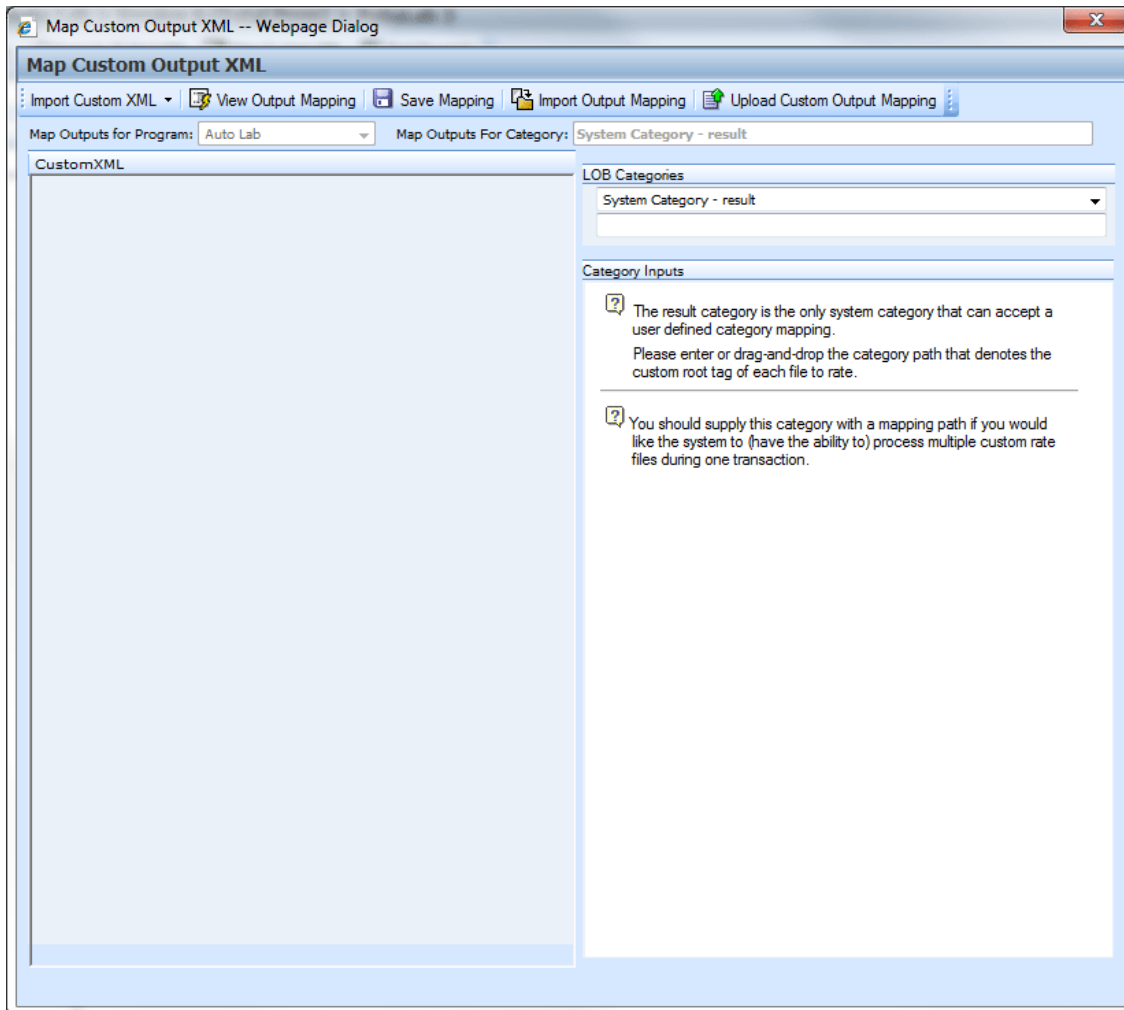 Map Custom Output XML -- Webpage Dialog
Map Custom Output XML
Import Custom XML View Output Mapping Save Mapping Import Output Mapping Upload Custom Output Mapping
Map Outputs for Program: Auto Lab Map Outputs For Category: System Category - result
CustomXML
LOB Categories
System Category - result
Category Inputs
The result category is the only system category that can accept a
user defined category mapping.
Please enter or drag-and-drop the category path that denotes the
custom root tag of each file to rate.
You should supply this category with a mapping path if you would
like the system to (have the ability to) process multiple custom rate
files during one transaction.